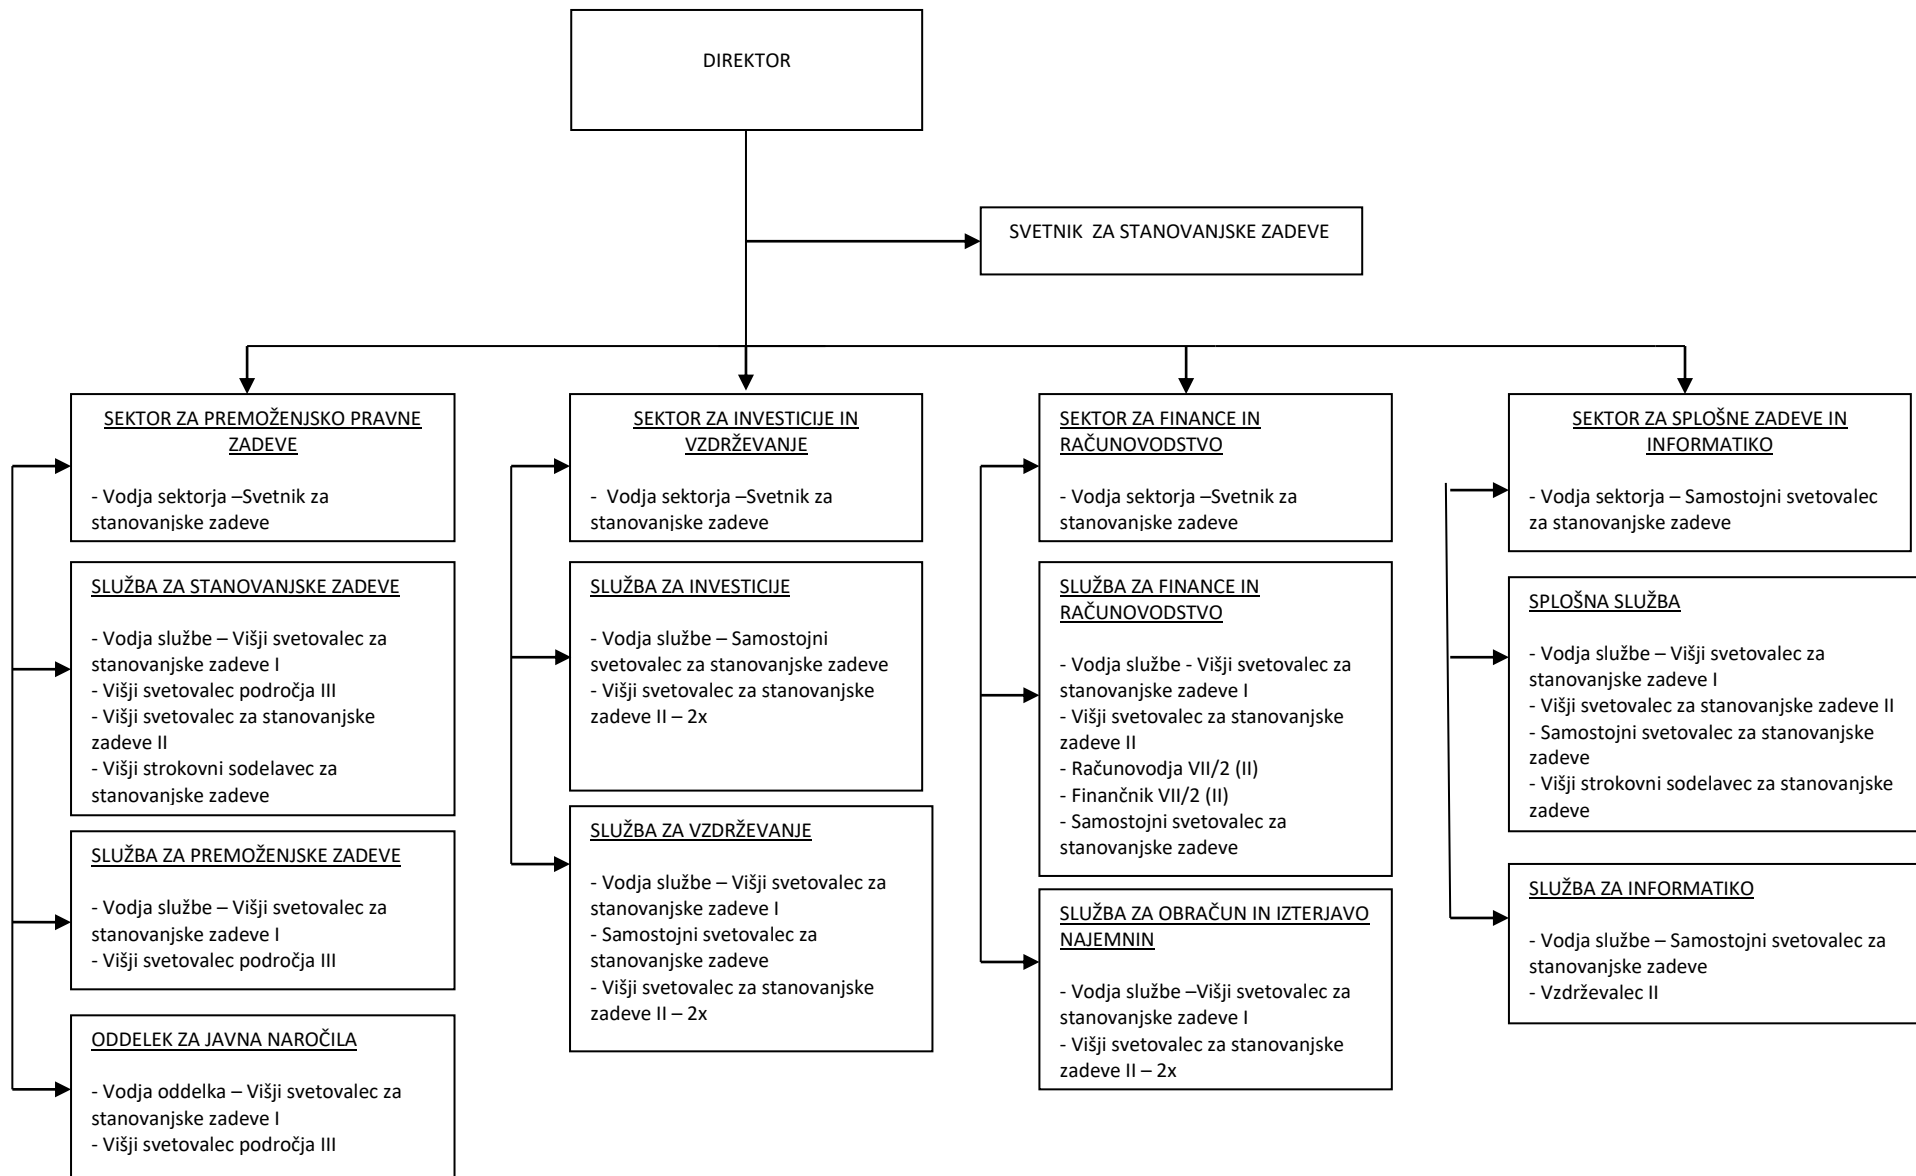 DIREKTOR
SVETNIK  ZA STANOVANJSKE ZADEVE
SEKTOR ZA PREMOŽENJSKO PRAVNE
ZADEVE
- Vodja sektorja –Svetnik za
stanovanjske zadeve
SLUŽBA ZA STANOVANJSKE ZADEVE
- Vodja službe – Višji svetovalec za
stanovanjske zadeve I
- Višji svetovalec področja III
- Višji svetovalec za stanovanjske
zadeve II
- Višji strokovni sodelavec za
stanovanjske zadeve
SLUŽBA ZA PREMOŽENJSKE ZADEVE
- Vodja službe – Višji svetovalec za
stanovanjske zadeve I
- Višji svetovalec področja III
ODDELEK ZA JAVNA NAROČILA
- Vodja oddelka – Višji svetovalec za
stanovanjske zadeve I
- Višji svetovalec področja III
SEKTOR ZA INVESTICIJE IN
VZDRŽEVANJE
-  Vodja sektorja –Svetnik za
stanovanjske zadeve
SLUŽBA ZA INVESTICIJE
- Vodja službe – Samostojni
svetovalec za stanovanjske zadeve
- Višji svetovalec za stanovanjske
zadeve II – 2x
SLUŽBA ZA VZDRŽEVANJE
- Vodja službe – Višji svetovalec za
stanovanjske zadeve I
- Samostojni svetovalec za
stanovanjske zadeve
- Višji svetovalec za stanovanjske
zadeve II – 2x
SEKTOR ZA FINANCE IN
RAČUNOVODSTVO
- Vodja sektorja –Svetnik za
stanovanjske zadeve
SLUŽBA ZA FINANCE IN
RAČUNOVODSTVO
- Vodja službe - Višji svetovalec za
stanovanjske zadeve I
- Višji svetovalec za stanovanjske
zadeve II
- Računovodja VII/2 (II)
- Finančnik VII/2 (II)
- Samostojni svetovalec za
stanovanjske zadeve
SLUŽBA ZA OBRAČUN IN IZTERJAVO
NAJEMNIN
- Vodja službe –Višji svetovalec za
stanovanjske zadeve I
- Višji svetovalec za stanovanjske
zadeve II – 2x
SEKTOR ZA SPLOŠNE ZADEVE IN
INFORMATIKO
- Vodja sektorja – Samostojni svetovalec
za stanovanjske zadeve
SPLOŠNA SLUŽBA
- Vodja službe – Višji svetovalec za
stanovanjske zadeve I
- Višji svetovalec za stanovanjske zadeve II
- Samostojni svetovalec za stanovanjske
zadeve
- Višji strokovni sodelavec za stanovanjske
zadeve
SLUŽBA ZA INFORMATIKO
- Vodja službe – Samostojni svetovalec za
stanovanjske zadeve
- Vzdrževalec II